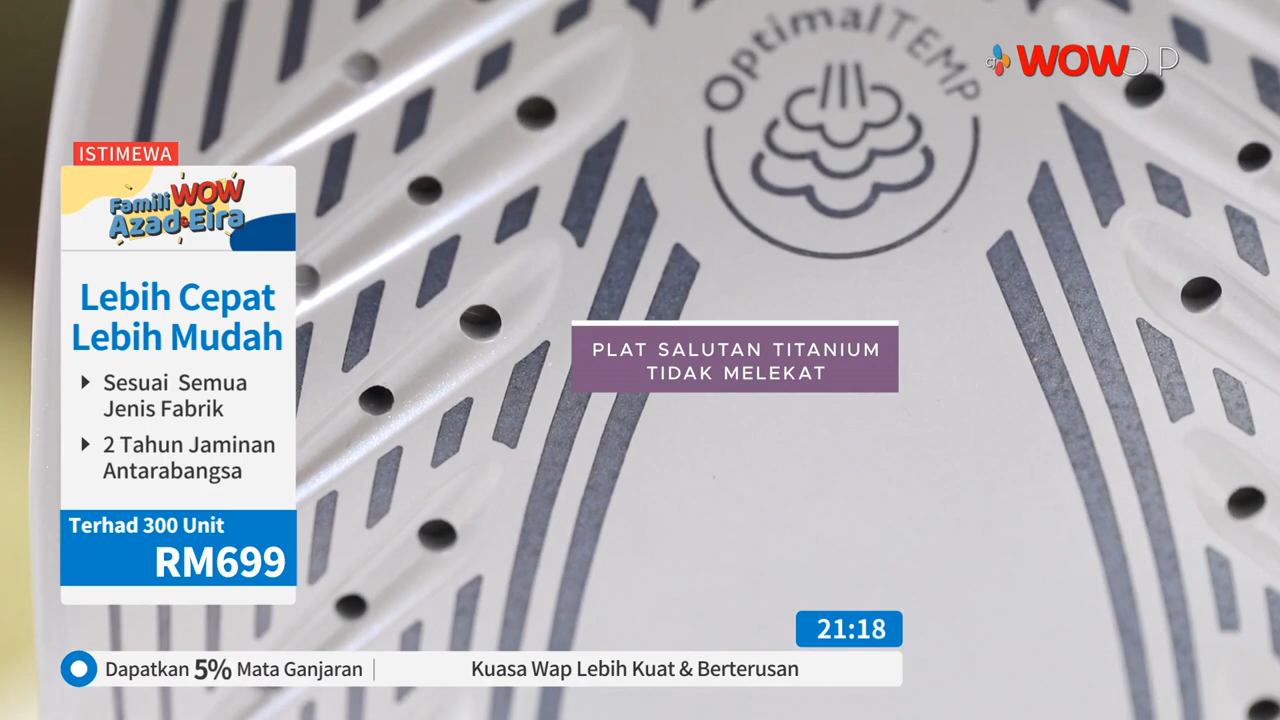 OptimalTEMP
WOW
ISTIMEWA
Famili WOW
Azad & Eira
Lebih Cepat
Lebih Mudah
Sesuai Semua
Jenis Fabrik
2 Tahun Jaminan
Antarabangsa
Terhad 300 Unit
RM699
PLAT SALUTAN TITANIUM
TIDAK MELEKAT
21:18
Dapatkan 5% Mata Ganjaran
Kuasa Wap Lebih Kuat & Berterusan